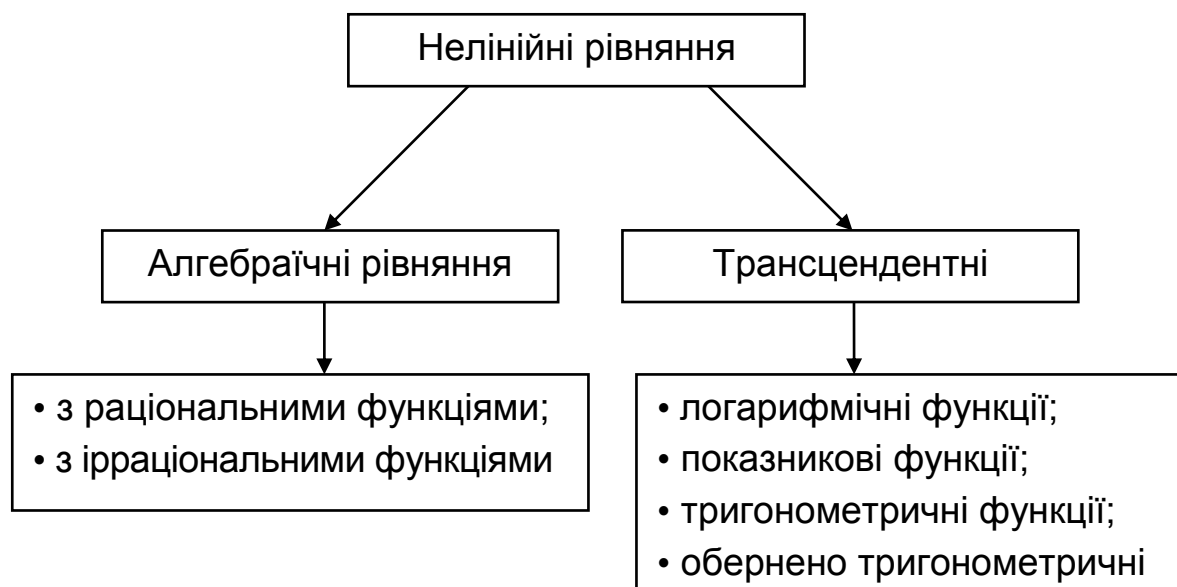 Нелінійні рівняння
Алгебраїчні рівняння
Трансцендентні
• з раціональними функціями;
• з ірраціональними функціями
• логарифмічні функції;
• показникові функції;
• тригонометричні функції;
• обернено тригонометричні